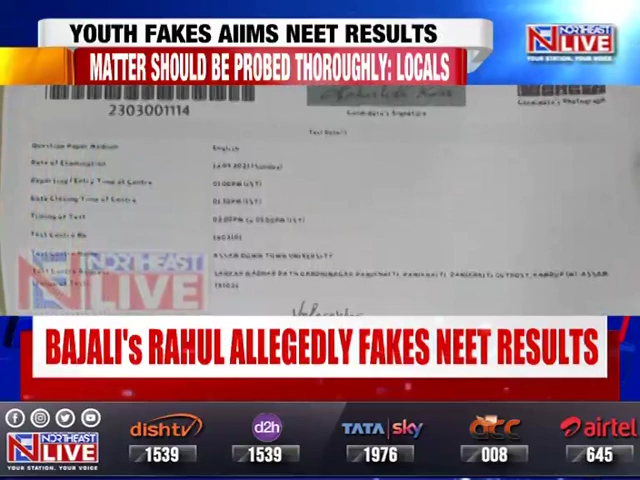 YOUTH FAKES AIIMS NEET RESULTS
MATTER SHOULD BE PROBED THOROUGHLY: LOCALS
NORTHEAST
LIVE
YOUR STATION, YOUR VOICE
2303001114
Candidate's Signature
Candidate's Photograph
Test Details
Question Paper Medium English
Date of Examination
Reporting/Entry Time at Centre 01:00PM(IST)
Gate Closing Time of Centre 01:30PM(IST)
Timing of Test 02:00PM to 05:00PM(IST)
Test Centre No
ASSAM DOWN TOWN UNIVERSITY
NORTHEAST
LIVE
BAJALI's RAHUL ALLEGEDLY FAKES NEET RESULTS
NORTHEAST
LIVE
YOUR STATION, YOUR VOICE
dishtv
1539
d2h
1539
TATA sky
1976
acc
008
airtel
645